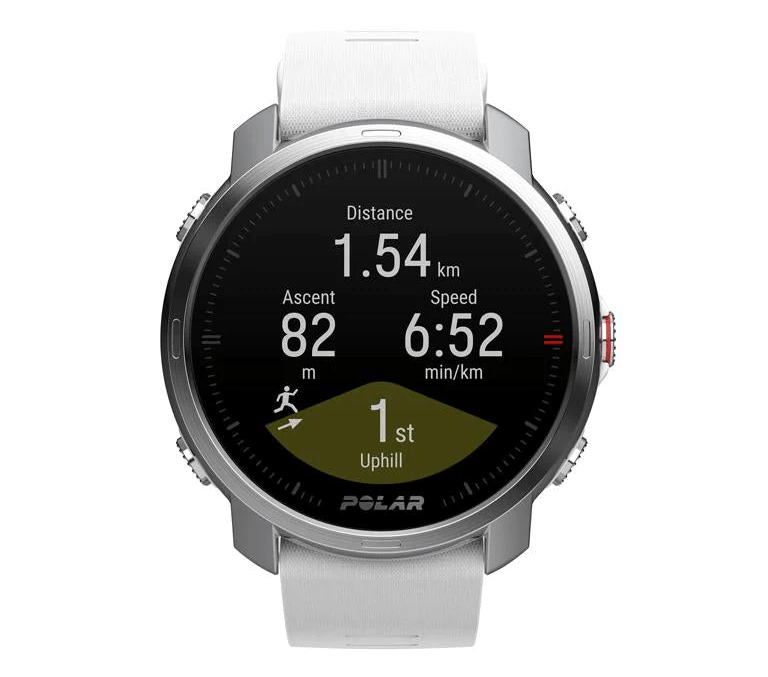 Distance
1.54 km
Ascent Speed
82 6:52
m min/km
1st
Uphill
POLAR